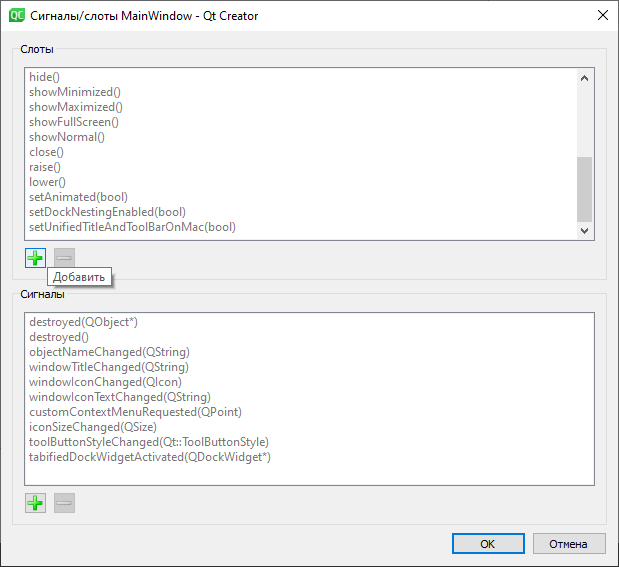 QC Сигналы/слоты MainWindow - Qt Creator
Слоты
hide()
showMinimized()
showMaximized()
showFullScreen()
showNormal()
close()
raise()
lower()
setAnimated(bool)
setDockNestingEnabled(bool)
setUnifiedTitleAndToolBarOnMac(bool)
Добавить
Сигналы
destroyed(QObject*)
destroyed()
objectNameChanged(QString)
windowTitleChanged(QString)
windowIconChanged(QIcon)
windowIconTextChanged(QString)
customContextMenuRequested(QPoint)
iconSizeChanged(QSize)
toolButtonStyleChanged(Qt::ToolButtonStyle)
tabifiedDockWidgetActivated(QDockWidget*)
OK Отмена